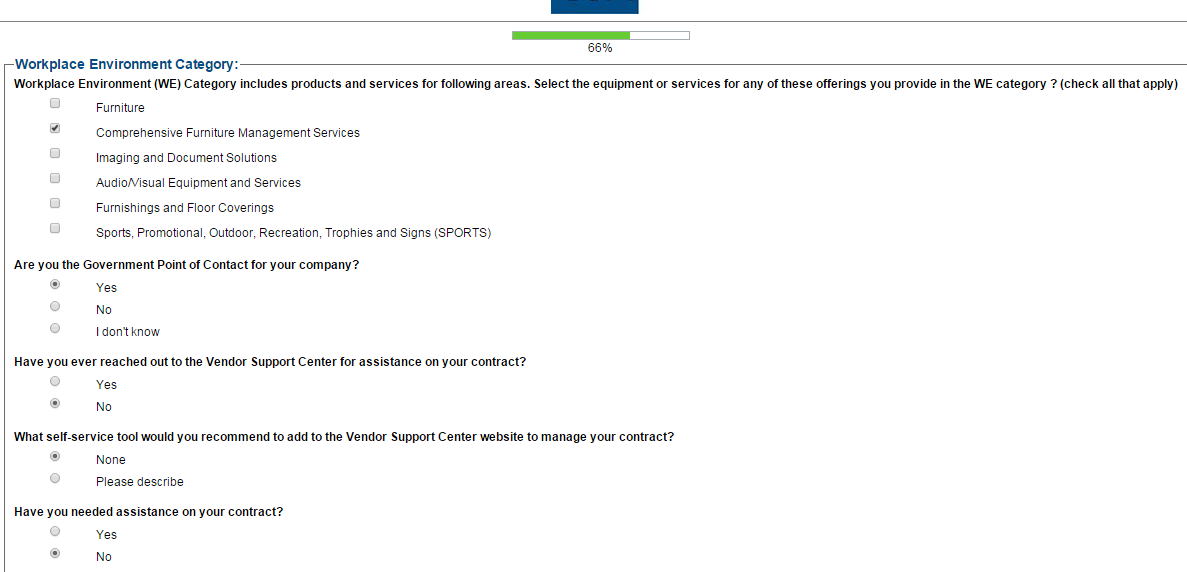 66%
Workplace Environment Category:
Workplace Environment (WE) Category includes products and services for following areas. Select the equipment or services for any of these offerings you provide in the WE category ? (check all that apply)
Furniture
Comprehensive Furniture Management Services
Imaging and Document Solutions
Audio/Visual Equipment and Services
Furnishings and Floor Coverings
Sports, Promotional, Outdoor, Recreation, Trophies and Signs (SPORTS)
Are you the Government Point of Contact for your company?
Yes
No
I don't know
Have you ever reached out to the Vendor Support Center for assistance on your contract?
Yes
No
What self-service tool would you recommend to add to the Vendor Support Center website to manage your contract?
None
Please describe
Have you needed assistance on your contract?
Yes
No